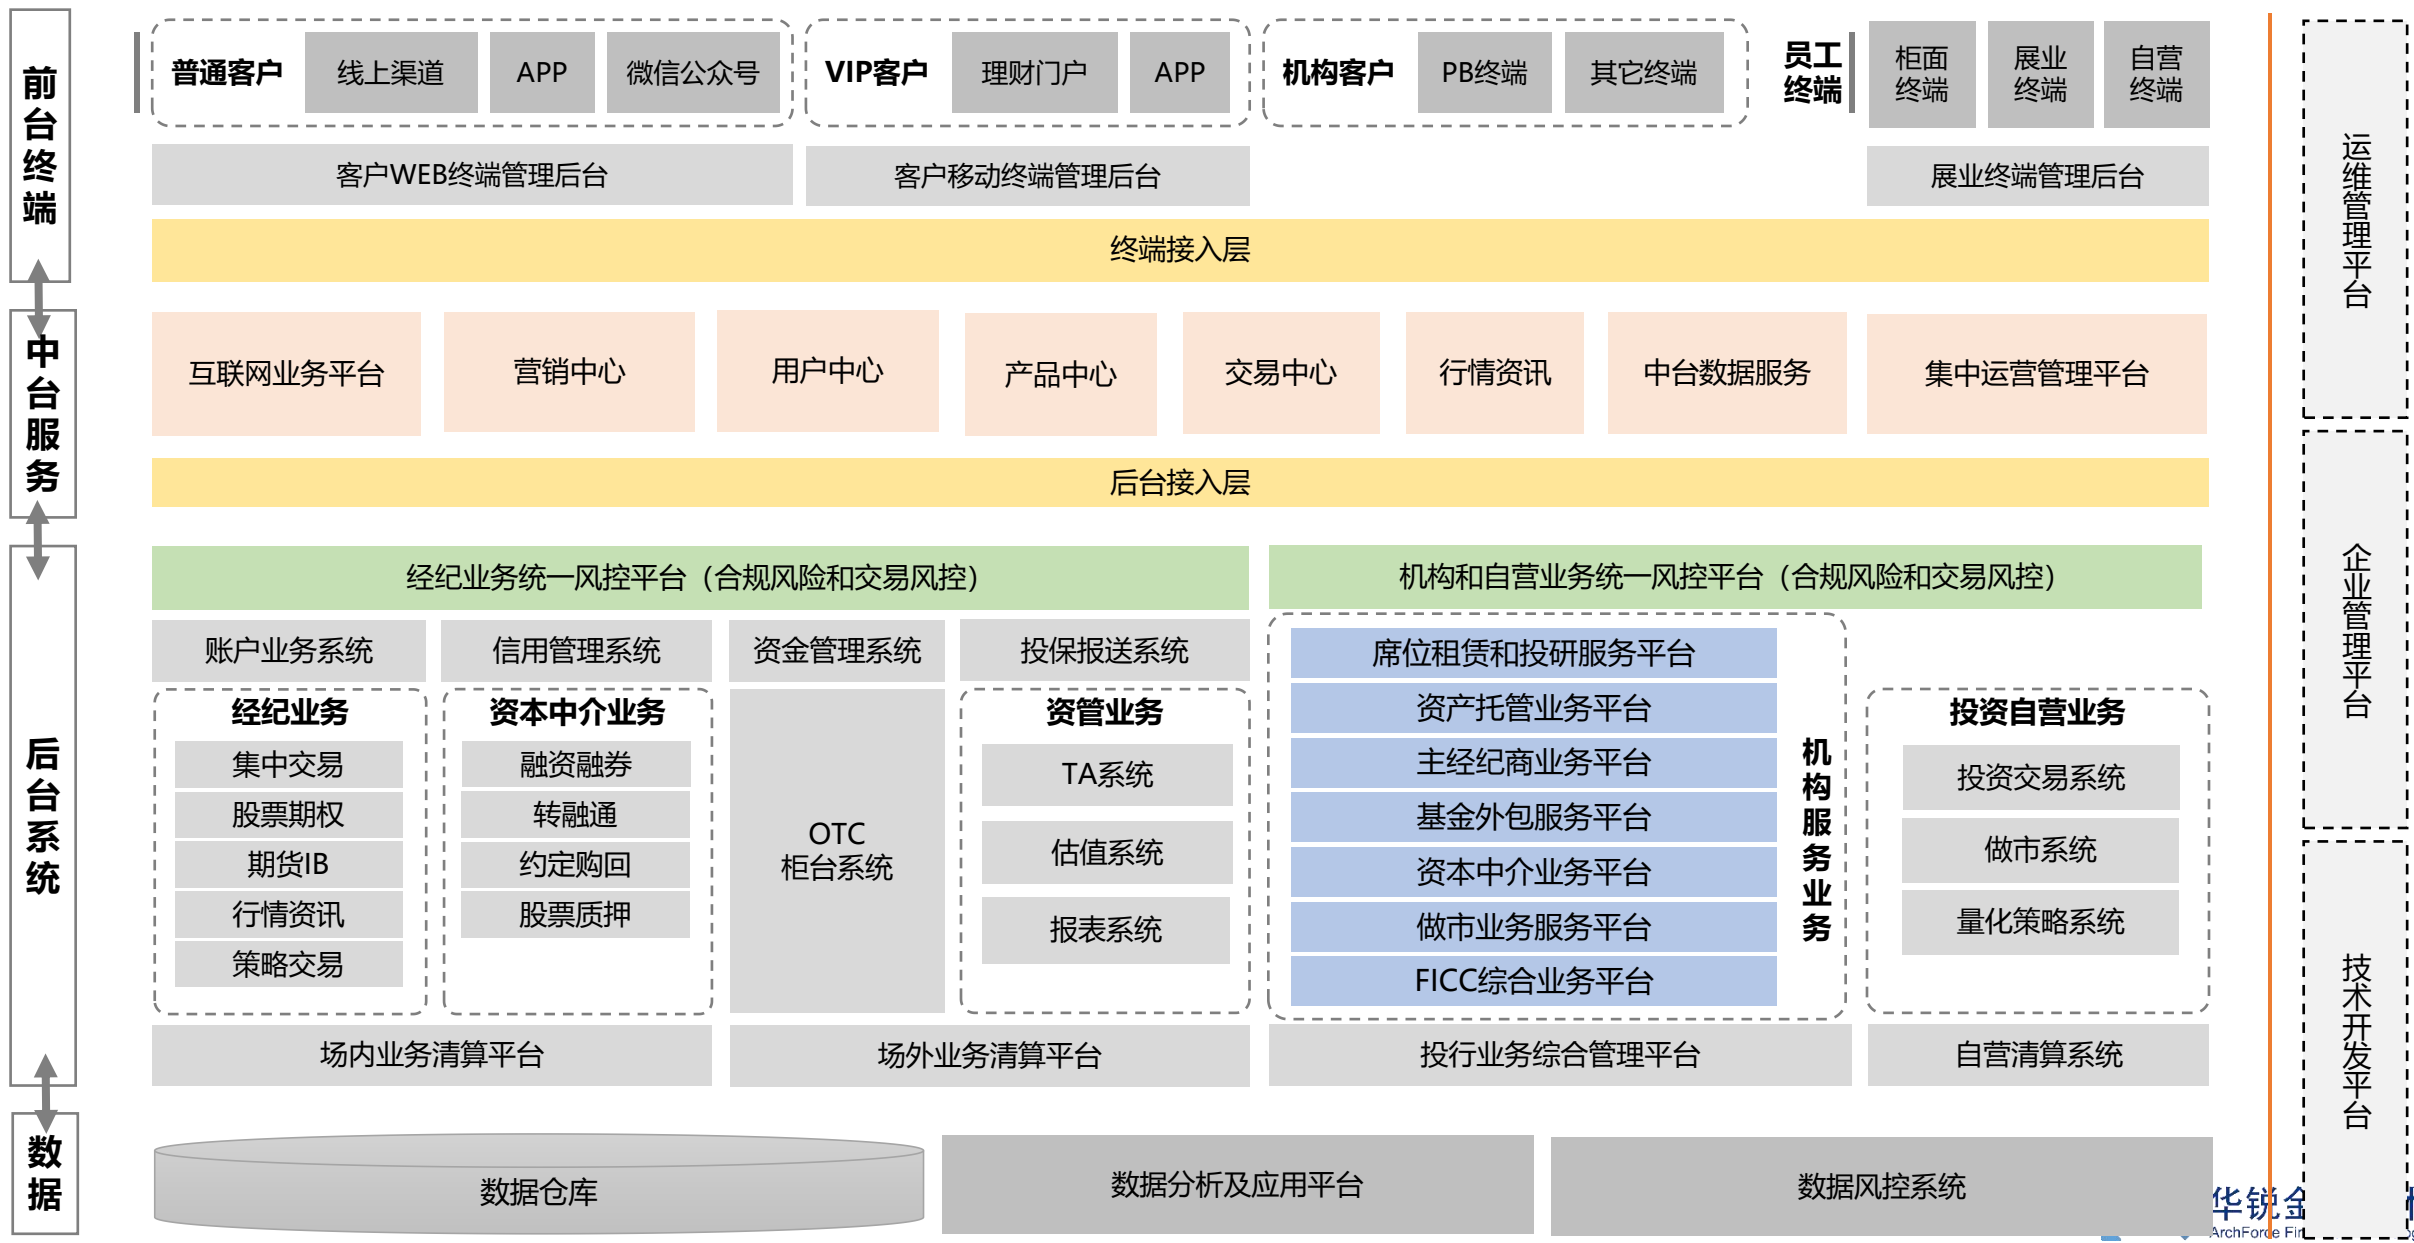 前台终端
普通客户
线上渠道
APP
微信公众号
VIP客户
理财门户
APP
机构客户
PB终端
其它终端
员工
终端
柜面
终端
展业
终端
自营
终端
客户WEB终端管理后台
客户移动终端管理后台
展业终端管理后台
终端接入层
中台服务
互联网业务平台
营销中心
用户中心
产品中心
交易中心
行情资讯
中台数据服务
集中运营管理平台
后台接入层
后台系统
经纪业务统一风控平台（合规风险和交易风控）
机构和自营业务统一风控平台（合规风险和交易风控）
账户业务系统
信用管理系统
资金管理系统
投保报送系统
经纪业务
集中交易
股票期权
期货IB
行情资讯
策略交易
资本中介业务
融资融券
转融通
约定购回
股票质押
OTC
柜台系统
资管业务
TA系统
估值系统
报表系统
席位租赁和投研服务平台
资产托管业务平台
主经纪商业务平台
基金外包服务平台
资本中介业务平台
做市业务服务平台
FICC综合业务平台
机构服务业务
投资自营业务
投资交易系统
做市系统
量化策略系统
场内业务清算平台
场外业务清算平台
投行业务综合管理平台
自营清算系统
数据
数据仓库
数据分析及应用平台
数据风控系统
运维管理平台
企业管理平台
技术开发平台
华锐金
ArchForce Fi